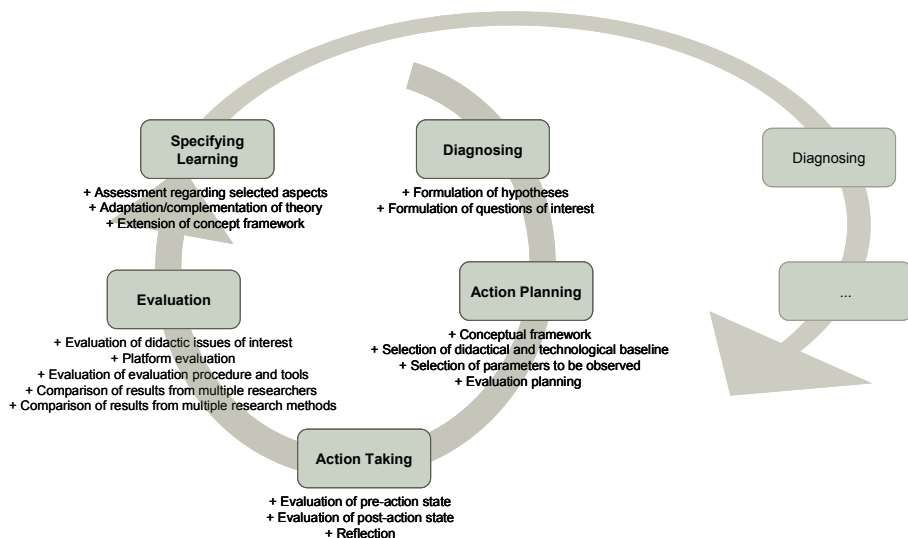 Specifying
Learning
+ Assessment regarding selected aspects
+ Adaptation/complementation of theory
+ Extension of concept framework
Diagnosing
+ Formulation of hypotheses
+ Formulation of questions of interest
Diagnosing
Evaluation
+ Evaluation of didactic issues of interest
+ Platform evaluation
+ Evaluation of evaluation procedure and tools
+ Comparison of results from multiple researchers
+ Comparison of results from multiple research methods
Action Planning
+ Conceptual framework
+ Selection of didactical and technological baseline
+ Selection of parameters to be observed
+ Evaluation planning
...
Action Taking
+ Evaluation of pre-action state
+ Evaluation of post-action state
+ Reflection